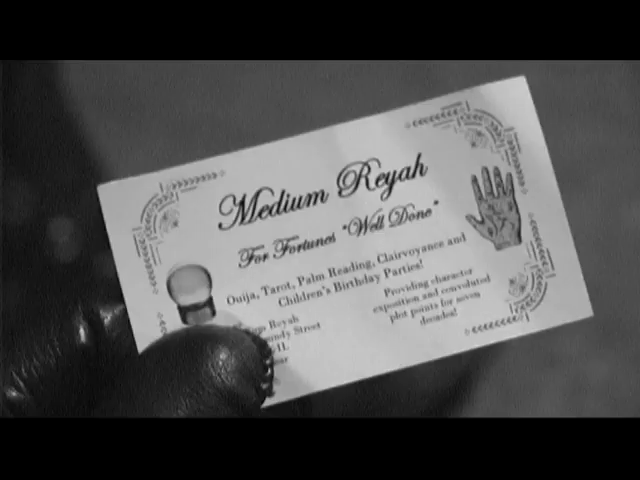 Medium Reyah
For Fortunes "Well Done"
Ouija, Tarot, Palm Reading, Clairvoyance and
Children's Birthday Parties!
Providing character
exposition and convoluted
plot points for seven
decades!
Reyah
Street